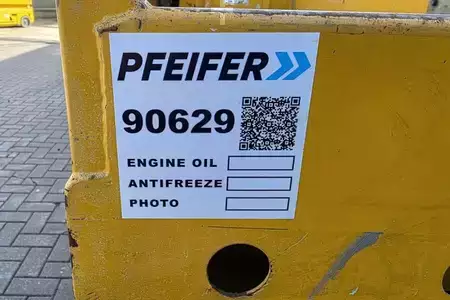 PFEIFER
90629
ENGINE OIL
ANTIFREEZE
PHOTO